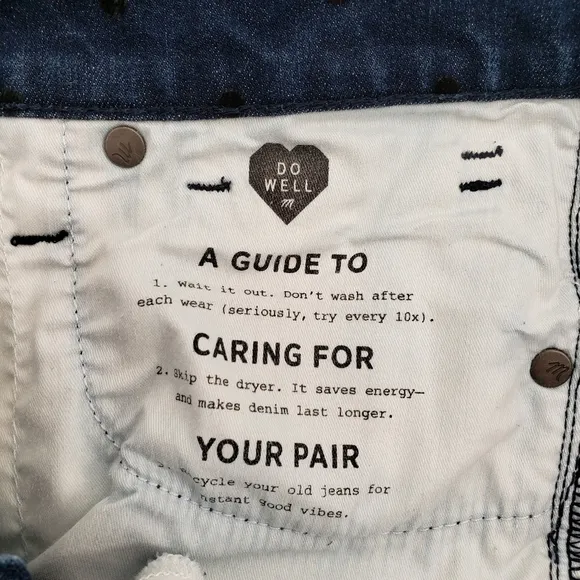 DO
WELL
m
A GUIDE TO
1. Wait it out. Don't wash after
each wear (seriously, try every 10x).
CARING FOR
2. Skip the dryer. It saves energy—
and makes denim last longer.
YOUR PAIR
cycle your old jeans for
nstant good vibes.
m
m